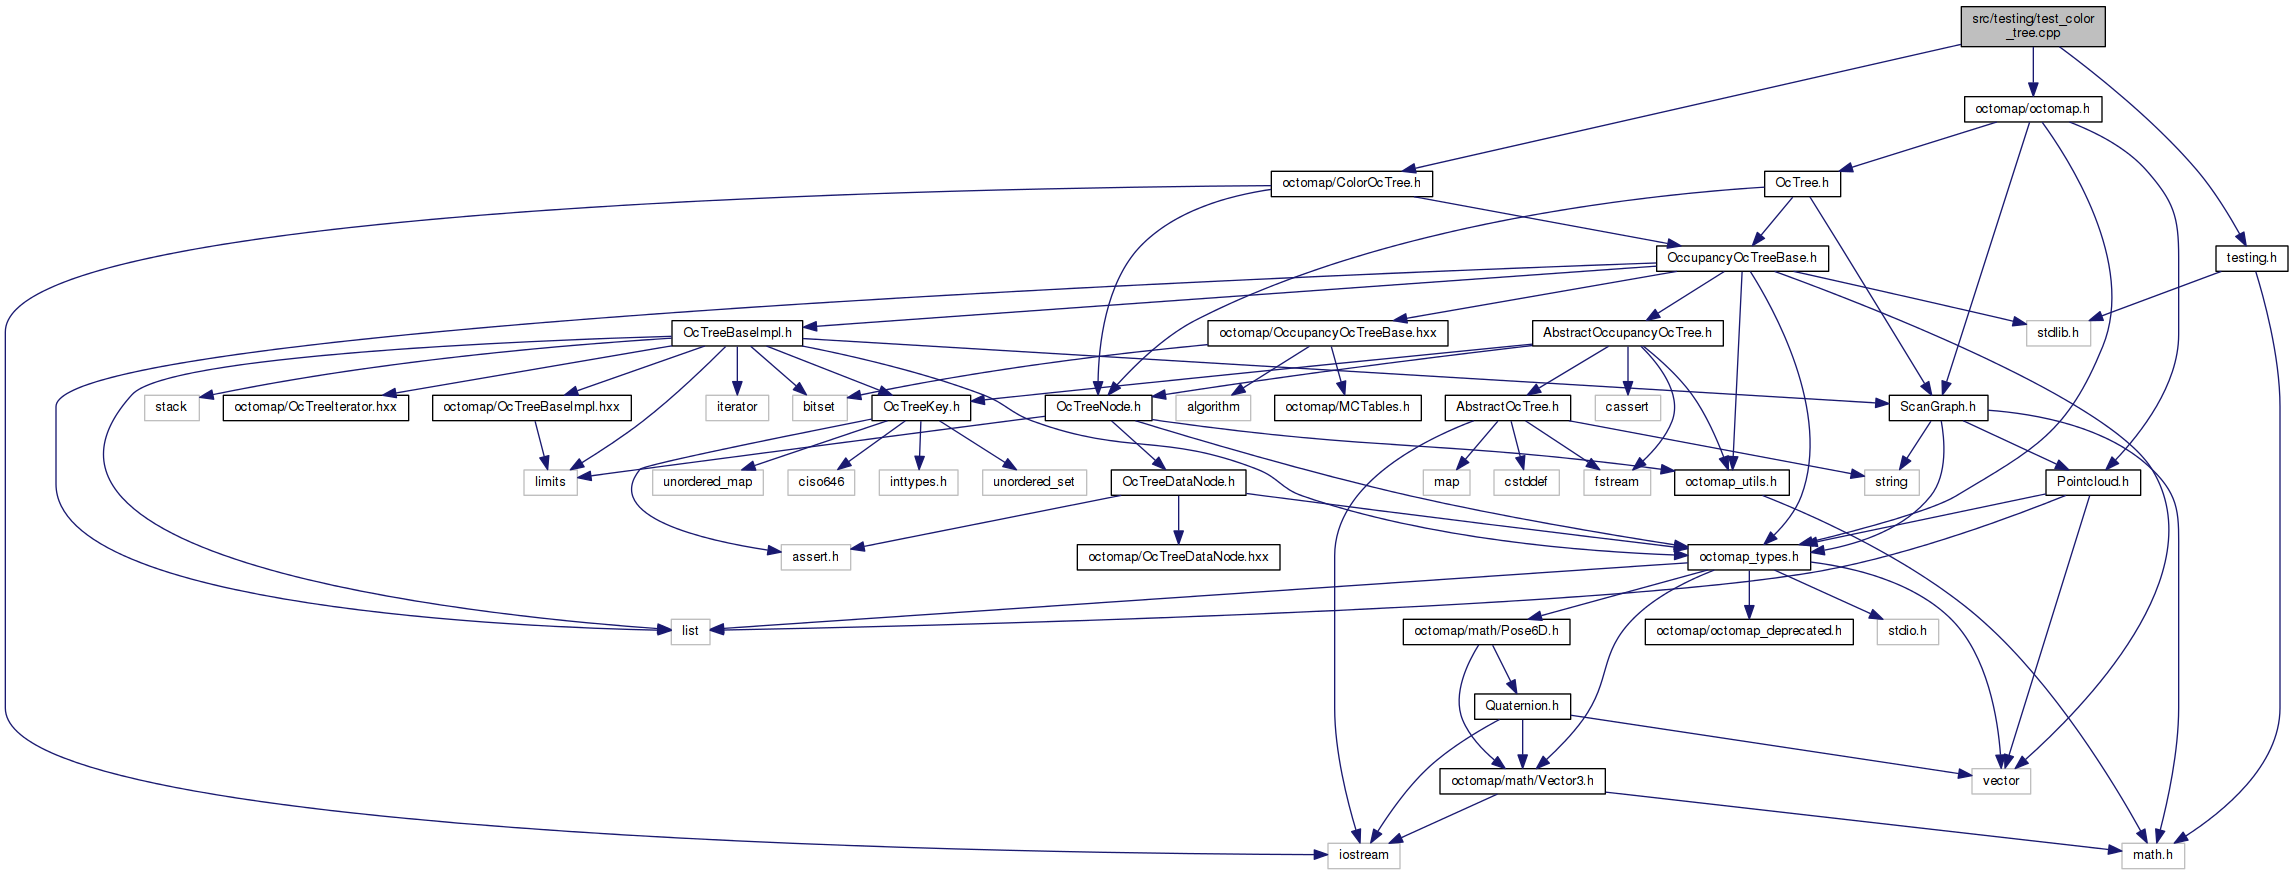 src/testing/test_color
_tree.cpp
octomap/octomap.h
octomap/ColorOcTree.h
OcTree.h
OccupancyOcTreeBase.h
testing.h
OcTreeBaseImpl.h
octomap/OccupancyOcTreeBase.hxx
AbstractOccupancyOcTree.h
stdlib.h
stack
octomap/OcTreeIterator.hxx
octomap/OcTreeBaseImpl.hxx
iterator
bitset
OcTreeKey.h
OcTreeNode.h
algorithm
octomap/MCTables.h
AbstractOcTree.h
cassert
ScanGraph.h
limits
unordered_map
ciso646
inttypes.h
unordered_set
OcTreeDataNode.h
map
cstddef
fstream
octomap_utils.h
string
Pointcloud.h
assert.h
octomap/OcTreeDataNode.hxx
octomap_types.h
list
octomap/math/Pose6D.h
octomap/octomap_deprecated.h
stdio.h
Quaternion.h
octomap/math/Vector3.h
vector
iostream
math.h